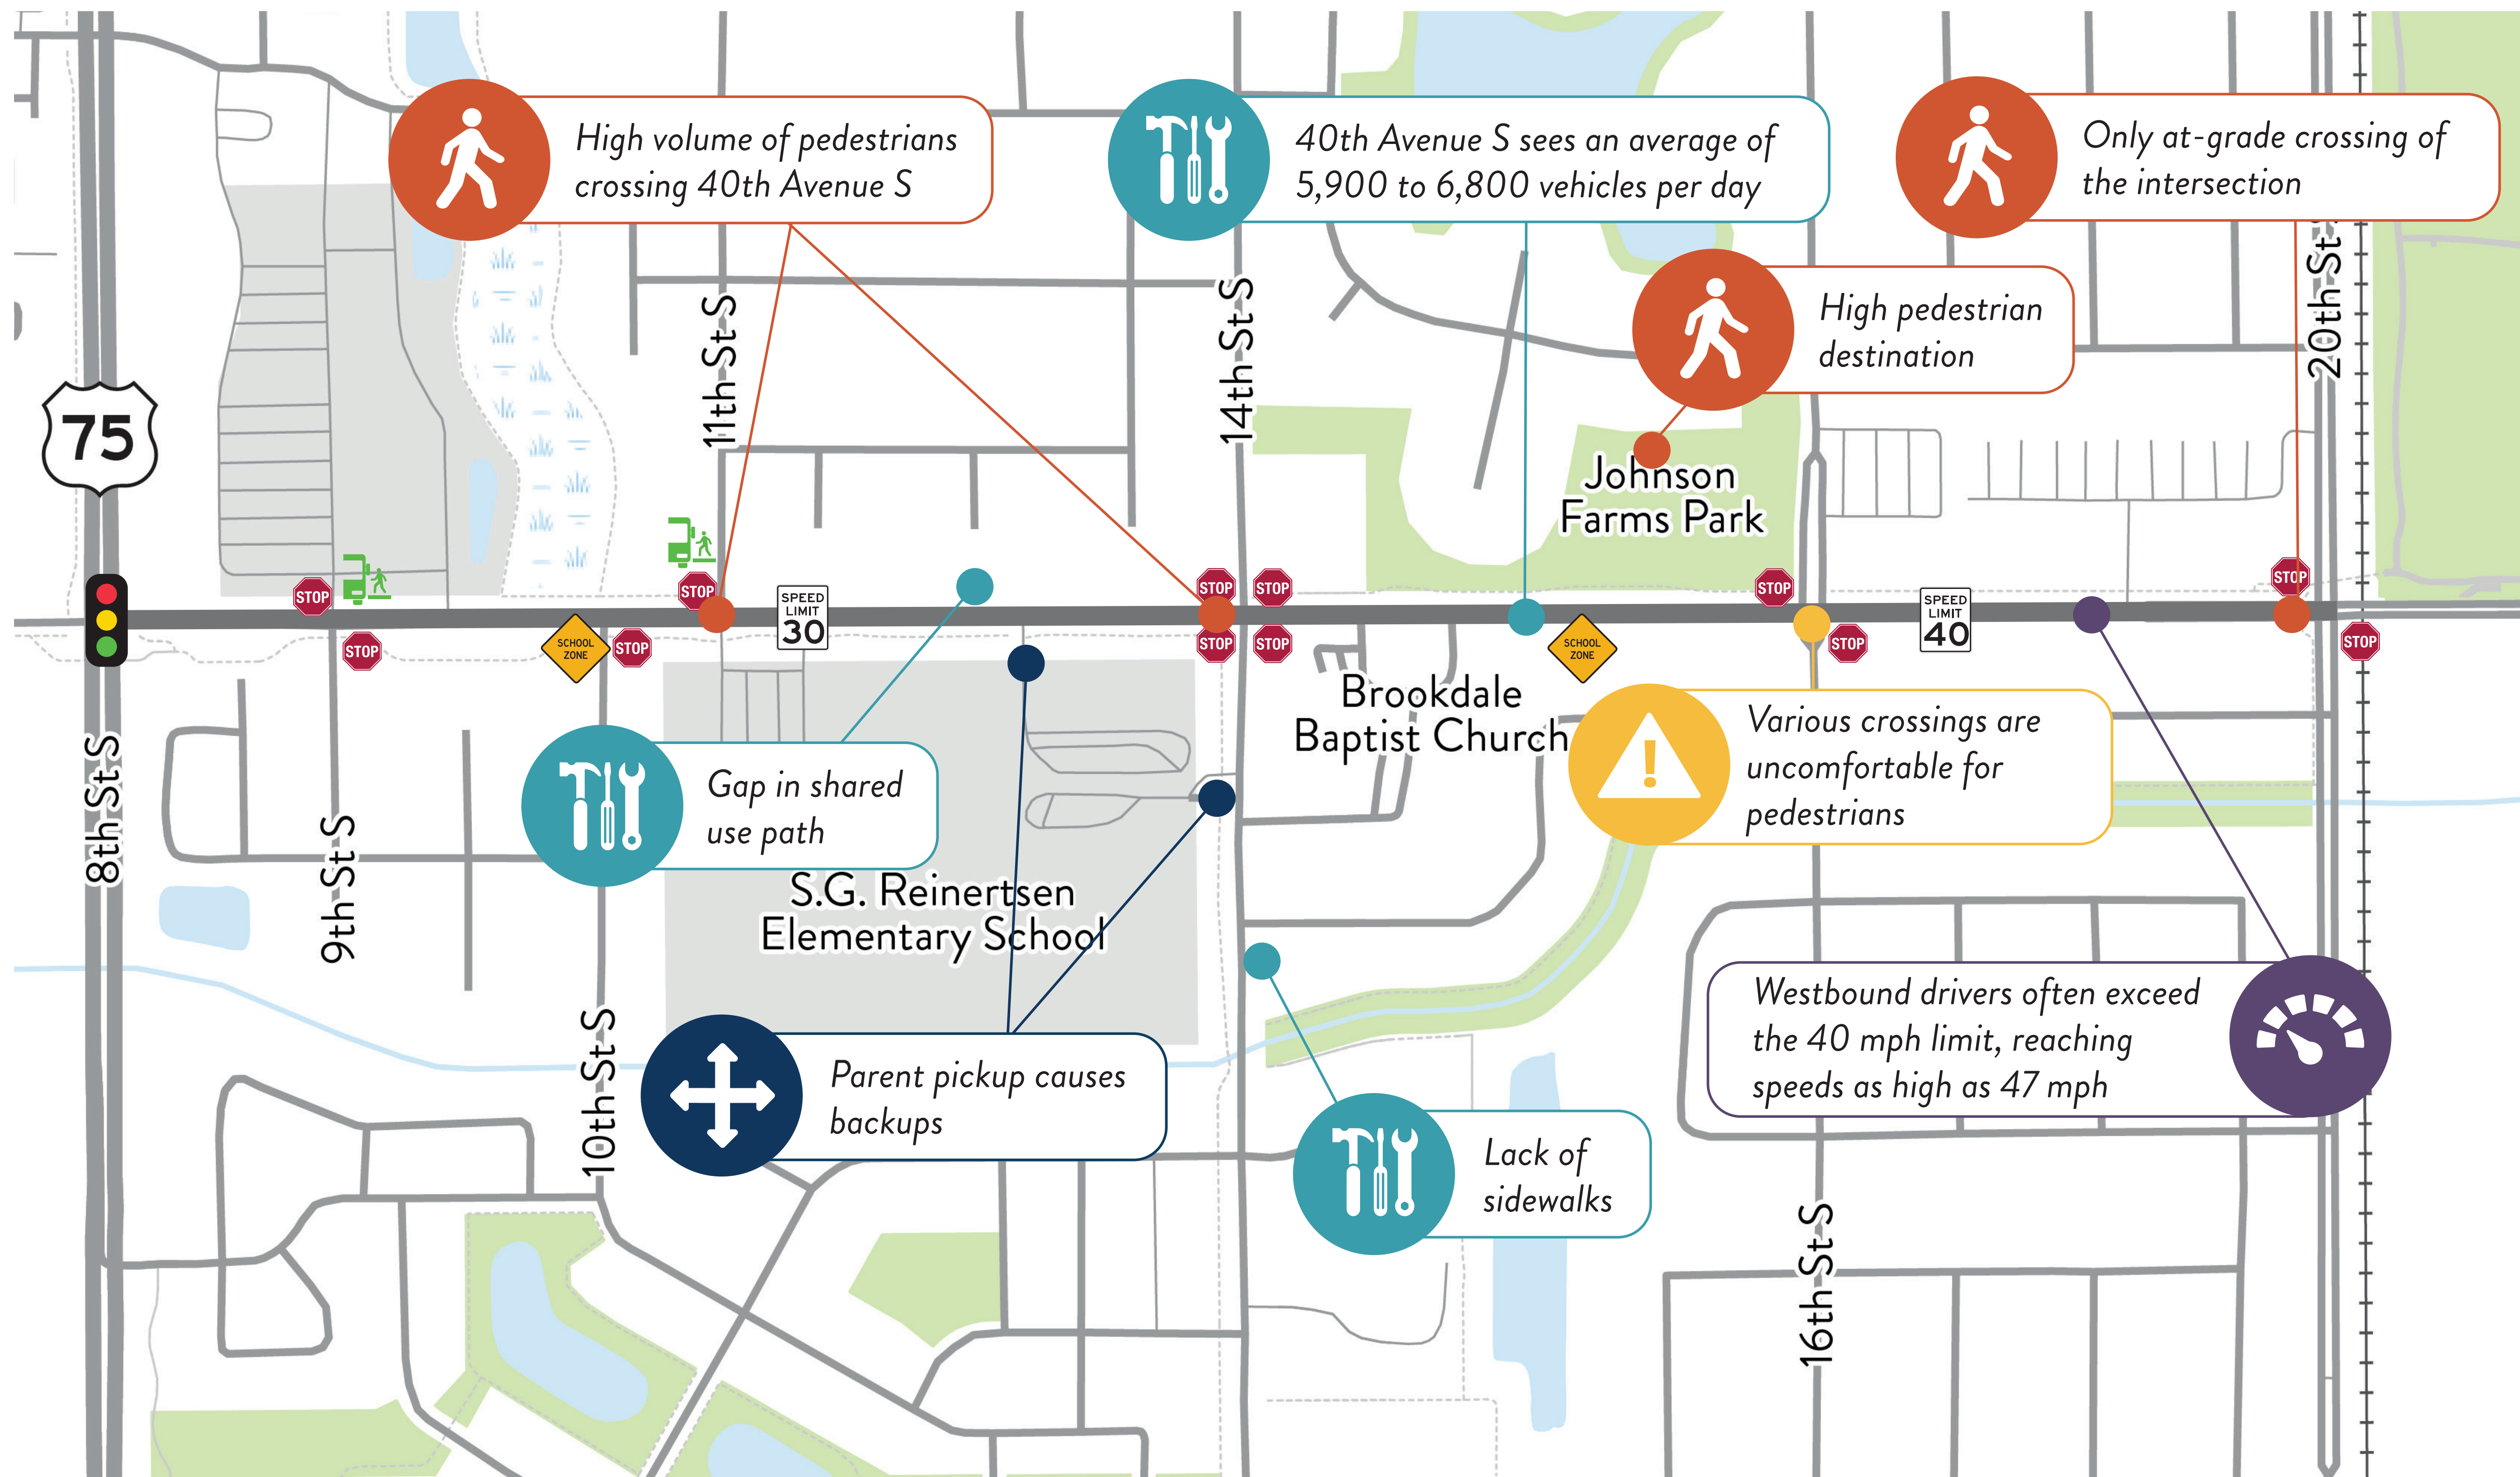 High volume of pedestrians
crossing 40th Avenue S
40th Avenue S sees an average of
5,900 to 6,800 vehicles per day
Only at-grade crossing of
the intersection
High pedestrian
destination
75
11th St S
14th St S
20th St
Johnson
Farms Park
STOP
STOP
STOP
STOP
STOP
STOP
SPEED
LIMIT
30
SPEED
LIMIT
40
SCHOOL
ZONE
STOP
STOP
STOP
STOP
SCHOOL
ZONE
STOP
STOP
Brookdale
Baptist Church
Various crossings are
uncomfortable for
pedestrians
8th St S
9th St S
Gap in shared
use path
S.G. Reinertsen
Elementary School
10th St S
Parent pickup causes
backups
Westbound drivers often exceed
the 40 mph limit, reaching
speeds as high as 47 mph
Lack of
sidewalks
16th St S